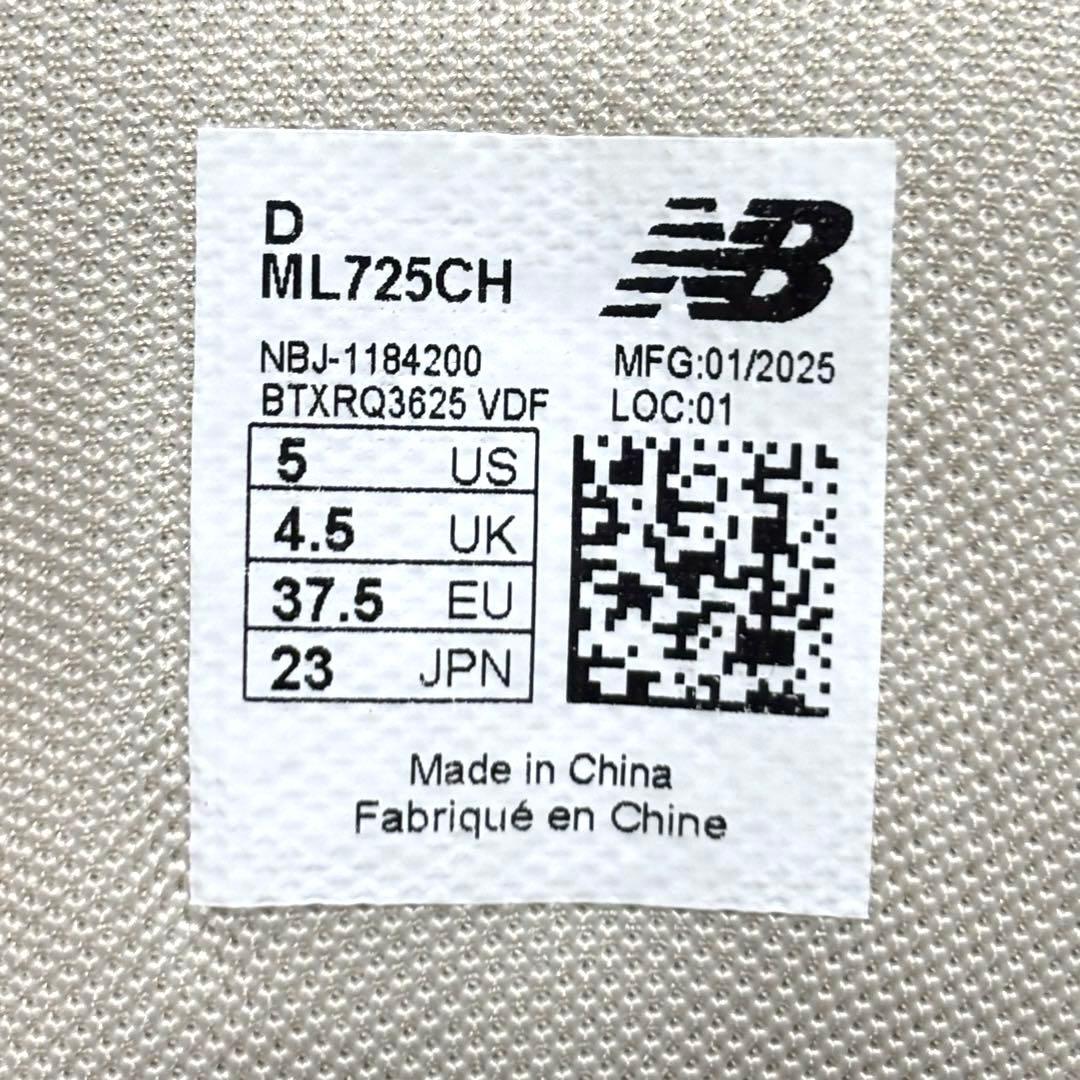 D
ML725CH
NB
NBJ-1184200
MFG:01/2025
BTXRQ3625 VDF
LOC:01
5 US
4.5 UK
37.5 EU
23 JPN
Made in China
Fabriqué en Chine